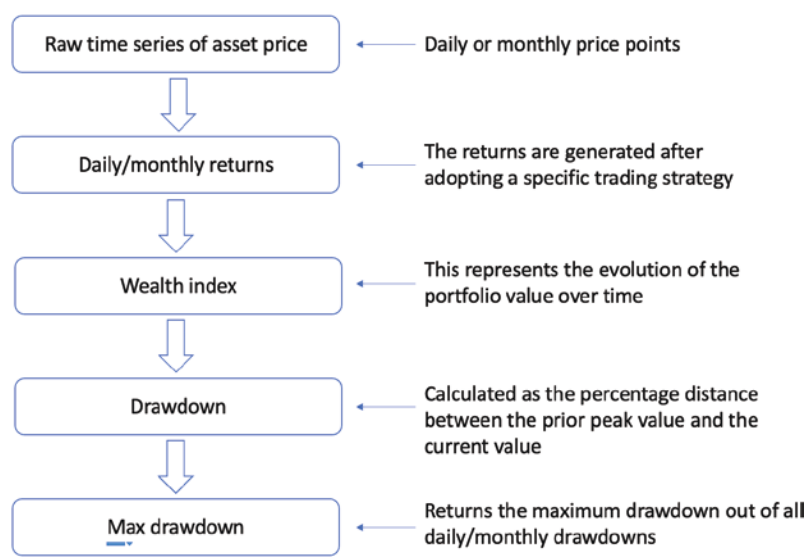 Raw time series of asset price
Daily or monthly price points
Daily/monthly returns
The returns are generated after
adopting a specific trading strategy
Wealth index
This represents the evolution of the
portfolio value over time
Drawdown
Calculated as the percentage distance
between the prior peak value and the
current value
Max drawdown
Returns the maximum drawdown out of all
daily/monthly drawdowns